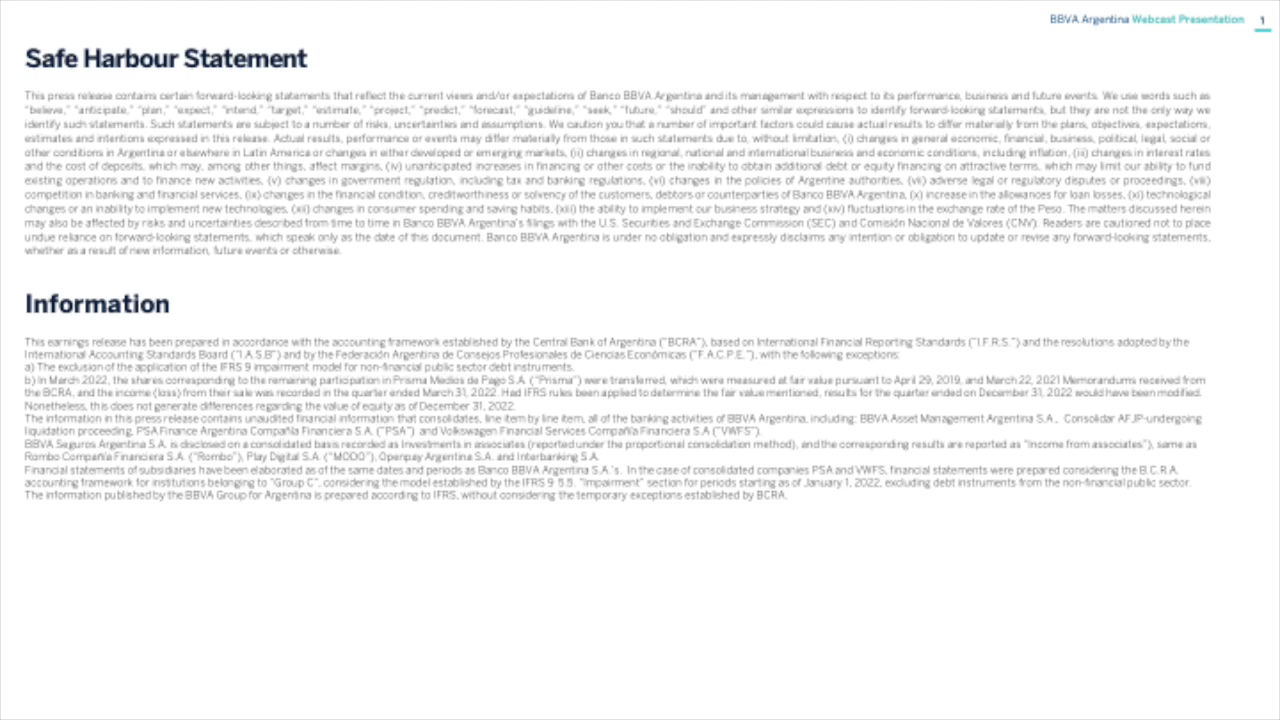 BBVA Argentina Webcast Presentation 1
Safe Harbour Statement
This press release contains certain forward-looking statements that reflect the current views and/or expectations of Banco BBVA Argentina and its management with respect to its performance, business and future events. We use words such as
“believe,” “anticipate,” “plan,” “expect,” “intend,” “target,” “estimate,” “project,” “predict,” “forecast,” “guideline,” “seek,” “future,” “should” and other similar expressions to identify forward-looking statements, but they are not the only way we
identify such statements. Such statements are subject to a number of risks, uncertainties and assumptions. We caution you that a number of important factors could cause actual results to differ materially from the plans, objectives, expectations,
estimates and intentions expressed in this release. Actual results, performance or events may differ materially from those in such statements due to, without limitation, (i) changes in general economic, financial, business, political, legal, social or
other conditions in Argentina or elsewhere in Latin America or changes in either developed or emerging markets, (ii) changes in regional, national and international business and economic conditions, including inflation, (iii) changes in interest rates
and the cost of deposits, which may, among other things, affect margins, (iv) unanticipated increases in financing or other costs or the inability to obtain additional debt or equity financing on attractive terms, which may limit our ability to fund
existing operations and to finance new activities, (v) changes in government regulation, including tax and banking regulations, (vi) changes in the policies of Argentine authorities, (vii) adverse legal or regulatory disputes or proceedings, (viii)
competition in banking and financial services, (ix) changes in the financial condition, creditworthiness or solvency of the customers, debtors or counterparties of Banco BBVA Argentina, (x) increase in the allowances for loan losses, (xi) technological
changes or an inability to implement new technologies, (xii) changes in consumer spending and saving habits, (xiii) the ability to implement our business strategy and (xiv) fluctuations in the exchange rate of the Peso. The matters discussed herein
may also be affected by risks and uncertainties described from time to time in Banco BBVA Argentina’s filings with the U.S. Securities and Exchange Commission (SEC) and Comisión Nacional de Valores (CNV). Readers are cautioned not to place
undue reliance on forward-looking statements, which speak only as the date of this document. Banco BBVA Argentina is under no obligation and expressly disclaims any intention or obligation to update or revise any forward-looking statements,
whether as a result of new information, future events or otherwise.
Information
This earnings release has been prepared in accordance with the accounting framework established by the Central Bank of Argentina (“BCRA”), based on International Financial Reporting Standards (“I.F.R.S.”) and the resolutions adopted by the
International Accounting Standards Board (“I.A.S.B”) and by the Federación Argentina de Consejos Profesionales de Ciencias Económicas (“F.A.C.P.E.”), with the following exceptions:
a) The exclusion of the application of the IFRS 9 impairment model for non-financial public sector debt instruments.
b) In March 2022, the shares corresponding to the remaining participation in Prisma Medios de Pago S.A. (“Prisma”) were transferred, which were measured at fair value pursuant to April 29, 2019, and March 22, 2021 Memorandums received from
the BCRA, and the income (loss) from their sale was recorded in the quarter ended March 31, 2022. Had IFRS rules been applied to determine the fair value mentioned, results for the quarter ended on December 31, 2022 would have been modified.
Nonetheless, this does not generate differences regarding the value of equity as of December 31, 2022.
The information in this press release contains unaudited financial information that consolidates, line item by line item, all of the banking activities of BBVA Argentina, including: BBVA Asset Management Argentina S.A., Consolidar AFJP-undergoing
liquidation proceeding, PSA Finance Argentina Compañía Financiera S.A. (“PSA”) and Volkswagen Financial Services Compañía Financiera S.A (“VWFS”).
BBVA Seguros Argentina S.A. is disclosed on a consolidated basis recorded as Investments in associates (reported under the proportional consolidation method), and the corresponding results are reported as “Income from associates”), same as
Rombo Compañía Financiera S.A. (“Rombo”), Play Digital S.A. (“MODO”), Openpay Argentina S.A. and Interbanking S.A.
Financial statements of subsidiaries have been elaborated as of the same dates and periods as Banco BBVA Argentina S.A.’s. In the case of consolidated companies PSA and VWFS, financial statements were prepared considering the B.C.R.A.
accounting framework for institutions belonging to “Group C”, considering the model established by the IFRS 9 5.5. “Impairment” section for periods starting as of January 1, 2022, excluding debt instruments from the non-financial public sector.
The information published by the BBVA Group for Argentina is prepared according to IFRS, without considering the temporary exceptions established by BCRA.